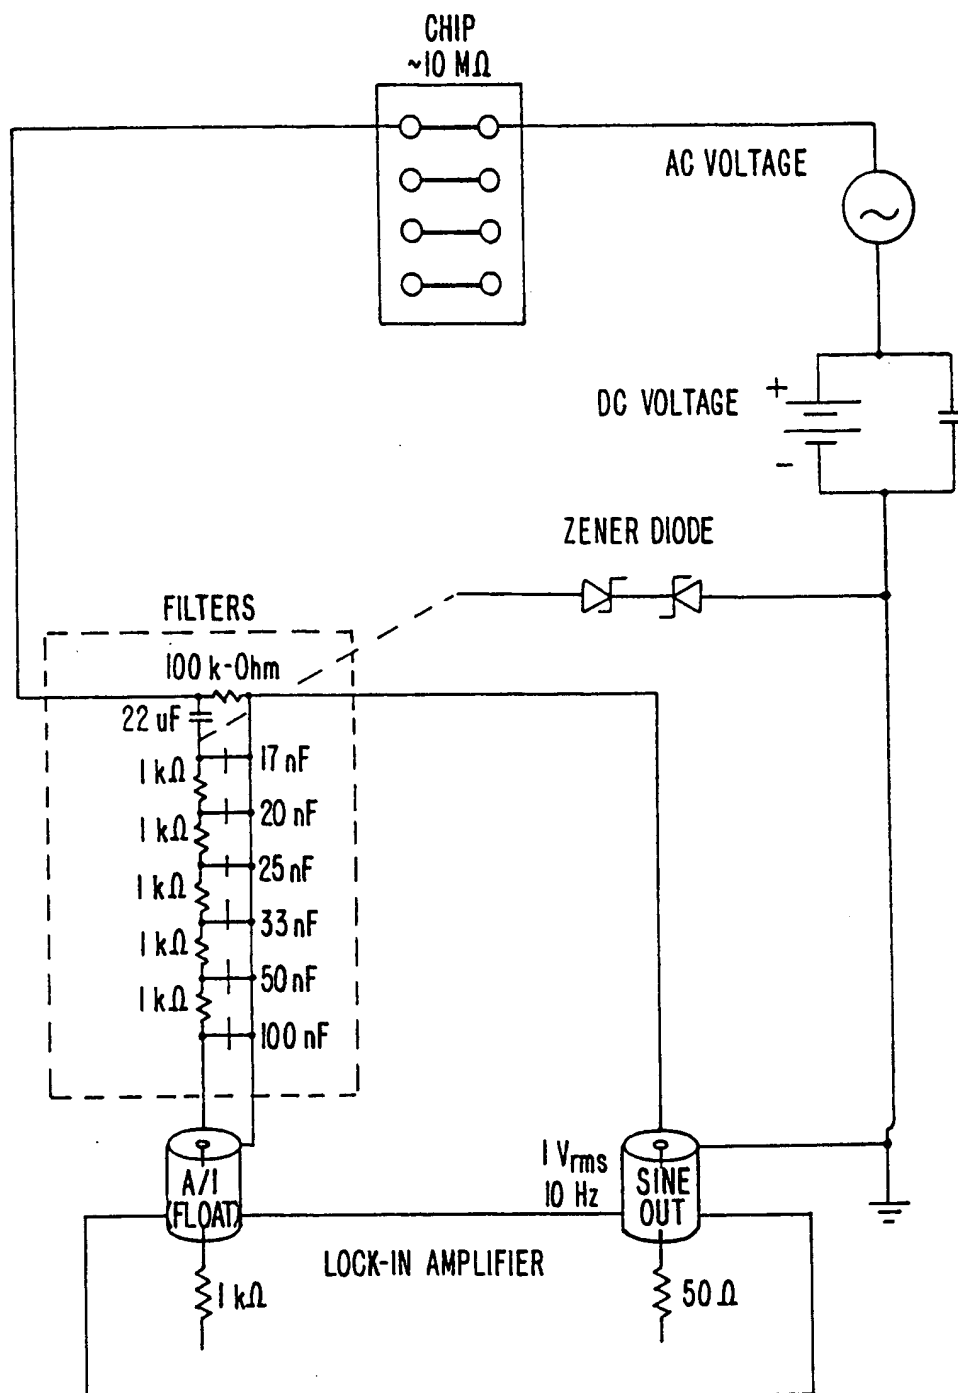 CHIP
~10 MΩ
AC VOLTAGE
+
DC VOLTAGE
-
ZENER DIODE
FILTERS
100 k-Ohm
22 uF
17 nF
1 kΩ
20 nF
1 kΩ
25 nF
1 kΩ
33 nF
1 kΩ
50 nF
1 kΩ
100 nF
A/I
(FLOAT)
1 Vrms
10 Hz
SINE
OUT
LOCK-IN AMPLIFIER
1 kΩ
50 Ω